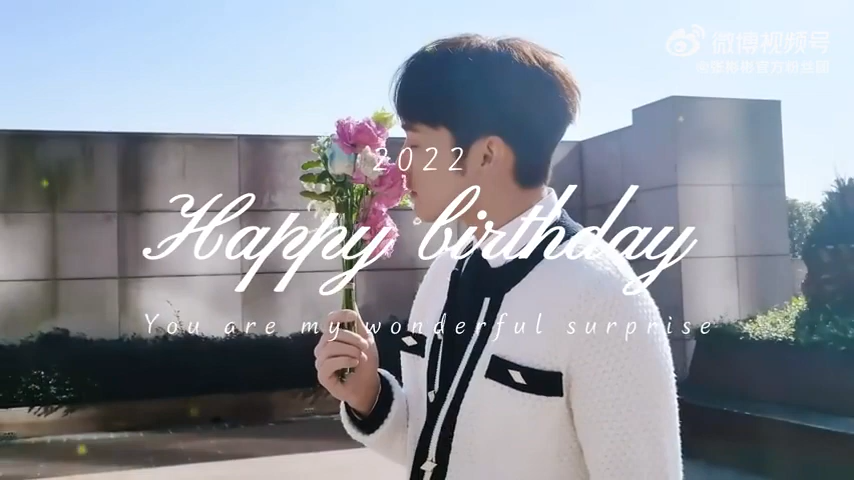 微博视频号
2022
Happy birthday
You are my wonderful surprise